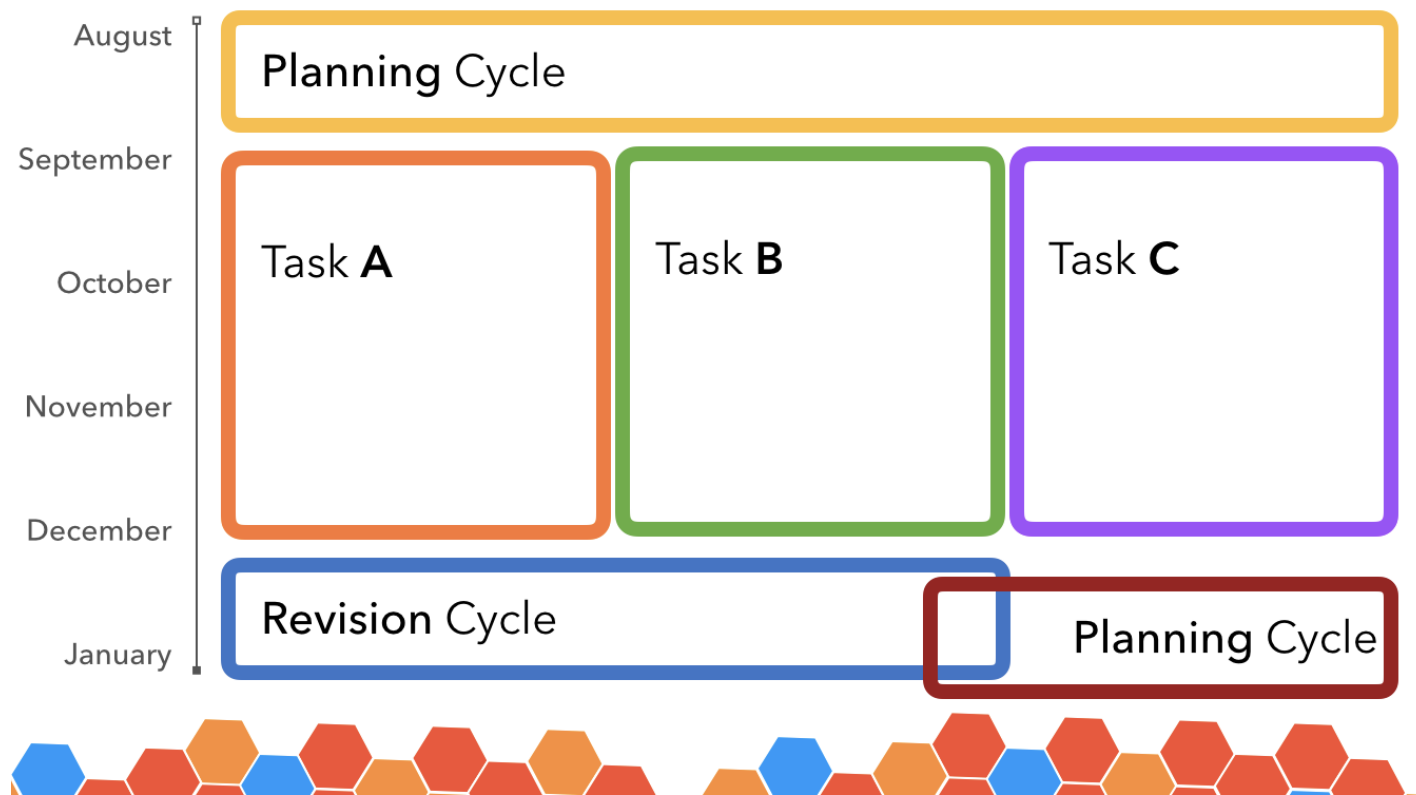 August
Planning Cycle
September
Task A
Task B
Task C
October
November
December
Revision Cycle
Planning Cycle
January